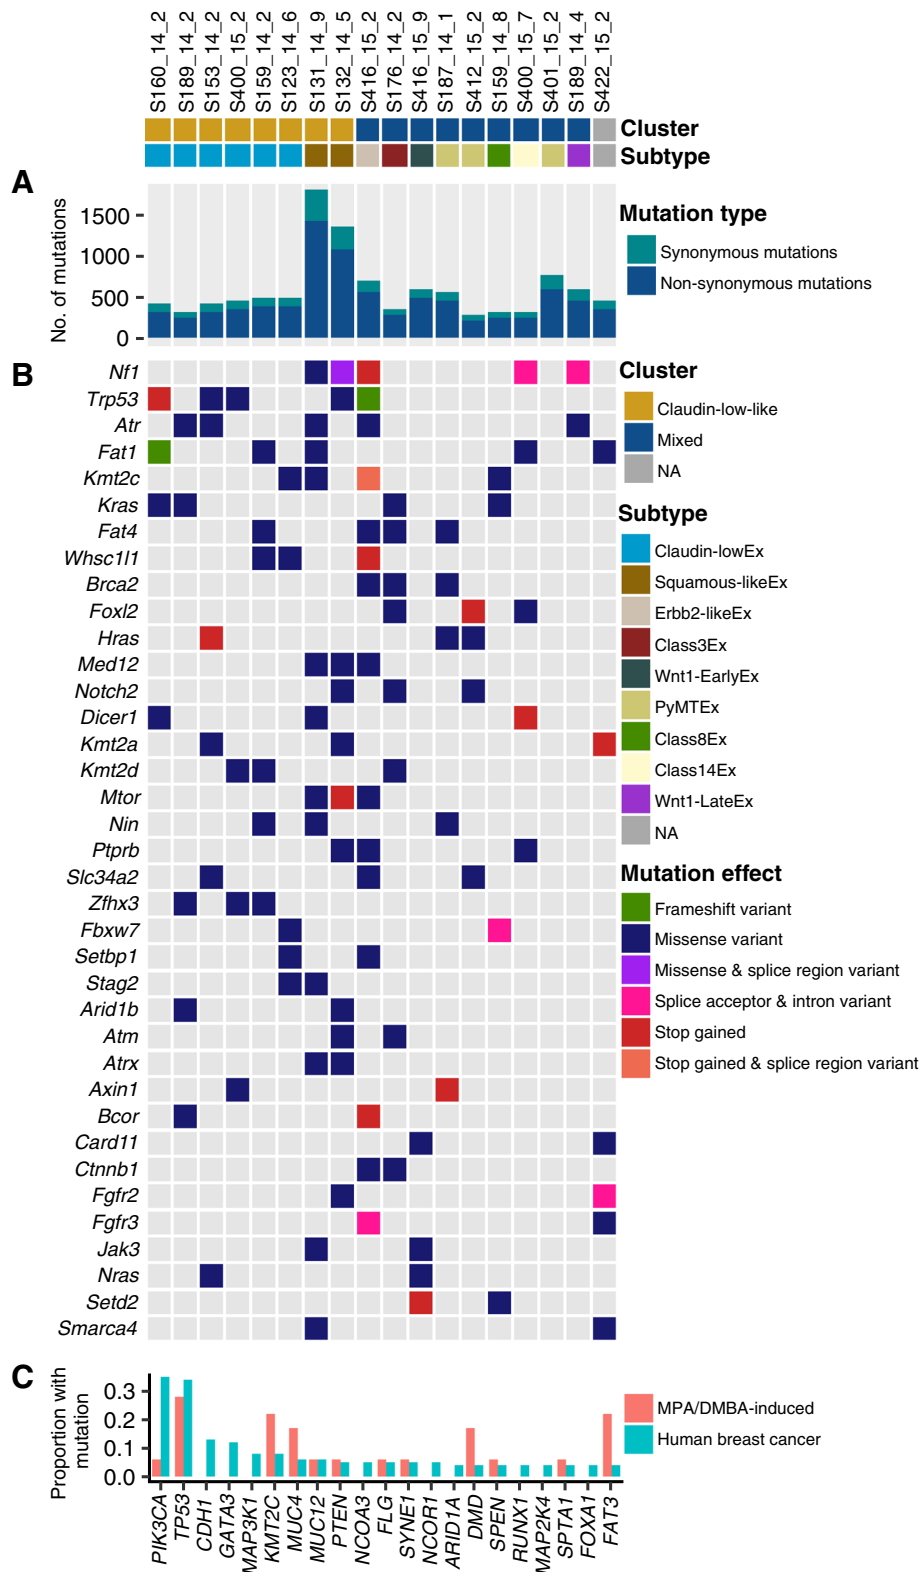 S160_14_2
S189_14_2
S153_14_2
S400_15_2
S159_14_2
S123_14_6
S131_14_9
S132_14_5
S416_15_2
S176_14_2
S416_15_9
S187_14_1
S412_15_2
S159_14_8
S400_15_7
S401_15_2
S189_14_4
S422_15_2
Cluster
Subtype
A
No. of mutations
1500
1000
500
0
Mutation type
Synonymous mutations
Non-synonymous mutations
B
Nf1
Trp53
Atr
Fat1
Kmt2c
Kras
Fat4
Whsc1l1
Brca2
Foxl2
Hras
Med12
Notch2
Dicer1
Kmt2a
Kmt2d
Mtor
Nin
Ptprb
Slc34a2
Zfhx3
Fbxw7
Setbp1
Stag2
Arid1b
Atm
Atrx
Axin1
Bcor
Card11
Ctnnb1
Fgfr2
Fgfr3
Jak3
Nras
Setd2
Smarca4
Cluster
Claudin-low-like
Mixed
NA
Subtype
Claudin-lowEx
Squamous-likeEx
Erbb2-likeEx
Class3Ex
Wnt1-EarlyEx
PyMTEx
Class8Ex
Class14Ex
Wnt1-LateEx
NA
Mutation effect
Frameshift variant
Missense variant
Missense & splice region variant
Splice acceptor & intron variant
Stop gained
Stop gained & splice region variant
C
Proportion with
mutation
0.3
0.2
0.1
0.0
MPA/DMBA-induced
Human breast cancer
PIK3CA
TP53
CDH1
GATA3
MAP3K1
KMT2C
MUC4
MUC12
PTEN
NCOA3
FLG
SYNE1
NCOR1
ARID1A
DMD
SPEN
RUNX1
MAP2K4
SPTA1
FOXA1
FAT3